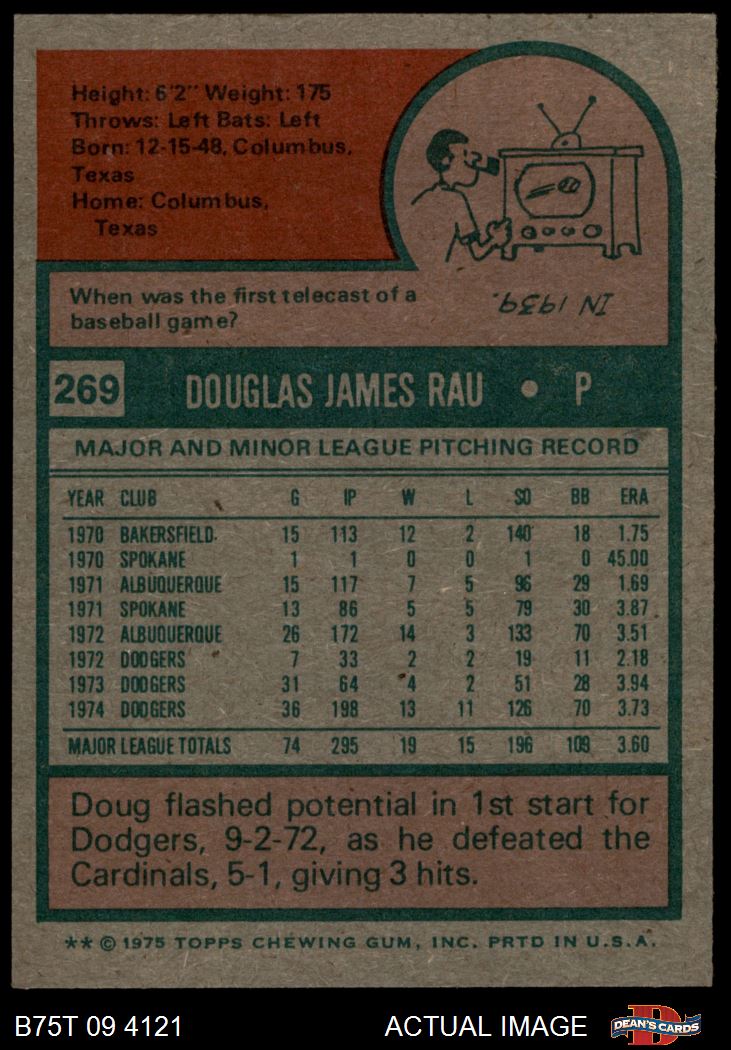 Height: 6'2" Weight: 175
Throws: Left Bats: Left
Born: 12-15-48, Columbus,
Texas
Home: Columbus,
Texas
When was the first telecast of a
baseball game?
IN 1939.
269 DOUGLAS JAMES RAU • P
MAJOR AND MINOR LEAGUE PITCHING RECORD
YEAR CLUB G IP W L SO BB ERA
1970 BAKERSFIELD 15 113 12 2 140 18 1.75
1970 SPOKANE 1 1 0 0 1 0 45.00
1971 ALBUQUERQUE 15 117 7 5 96 29 1.69
1971 SPOKANE 13 86 5 5 79 30 3.87
1972 ALBUQUERQUE 26 172 14 3 133 70 3.51
1972 DODGERS 7 33 2 2 19 11 2.18
1973 DODGERS 31 64 4 2 51 28 3.94
1974 DODGERS 36 198 13 11 126 70 3.73
MAJOR LEAGUE TOTALS 74 295 19 15 196 109 3.60
Doug flashed potential in 1st start for
Dodgers, 9-2-72, as he defeated the
Cardinals, 5-1, giving 3 hits.
** © 1975 TOPPS CHEWING GUM, INC. PRTD IN U.S.A.
B75T 09 4121 ACTUAL IMAGE D DEAN'S CARDS